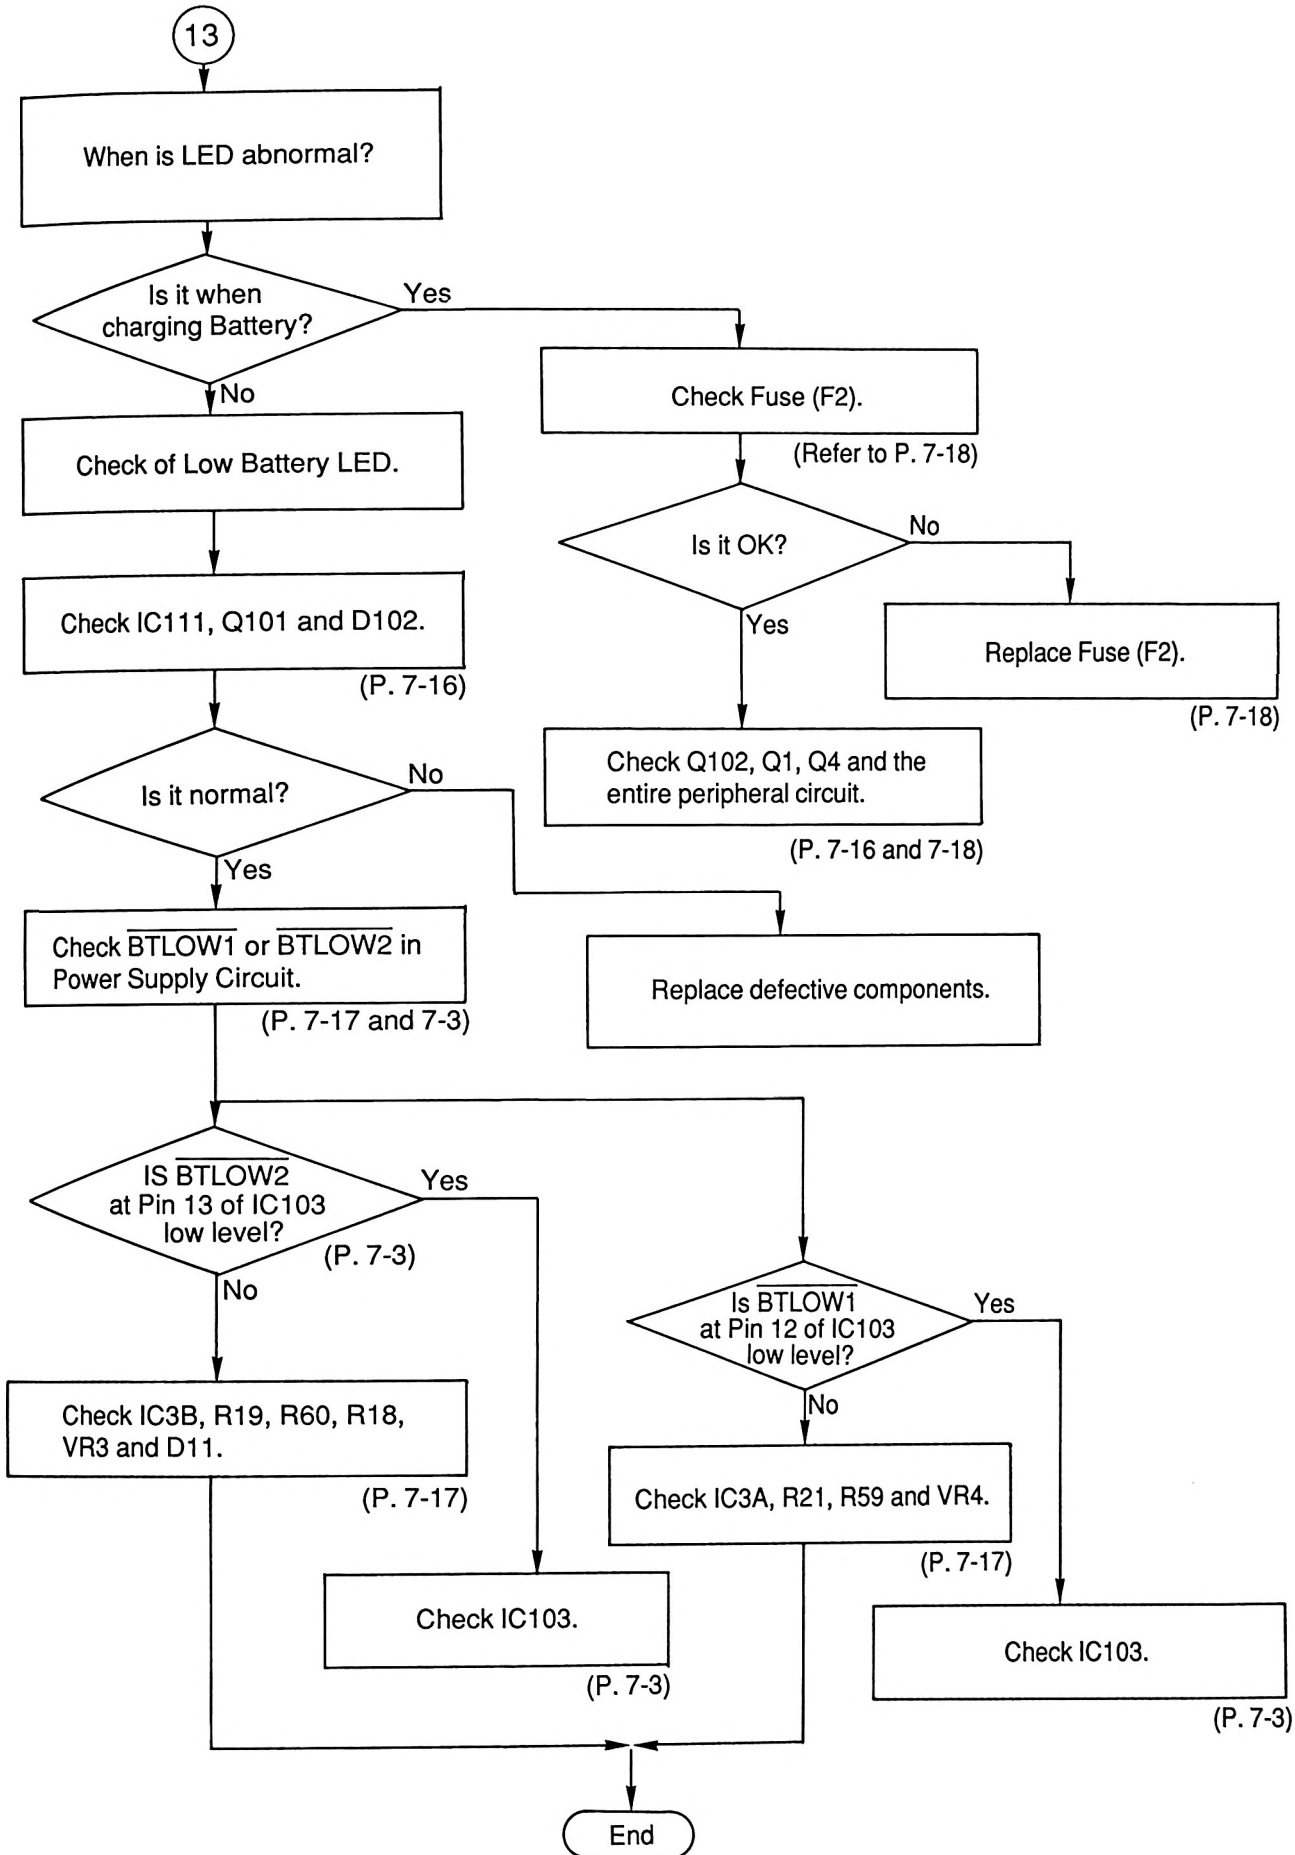 13
When is LED abnormal?
Is it when
charging Battery?
Yes
No
Check Fuse (F2).
(Refer to P. 7-18)
Check of Low Battery LED.
Is it OK?
No
Yes
Check IC111, Q101 and D102.
(P. 7-16)
Replace Fuse (F2).
(P. 7-18)
Check Q102, Q1, Q4 and the
entire peripheral circuit.
(P. 7-16 and 7-18)
Is it normal?
No
Yes
Check B̅T̅L̅O̅W̅1̅ or B̅T̅L̅O̅W̅2̅ in
Power Supply Circuit.
(P. 7-17 and 7-3)
Replace defective components.
IS B̅T̅L̅O̅W̅2̅
at Pin 13 of IC103
low level?
(P. 7-3)
Yes
No
Is B̅T̅L̅O̅W̅1̅
at Pin 12 of IC103
low level?
Yes
No
Check IC3B, R19, R60, R18,
VR3 and D11.
(P. 7-17)
Check IC3A, R21, R59 and VR4.
(P. 7-17)
Check IC103.
(P. 7-3)
Check IC103.
(P. 7-3)
End